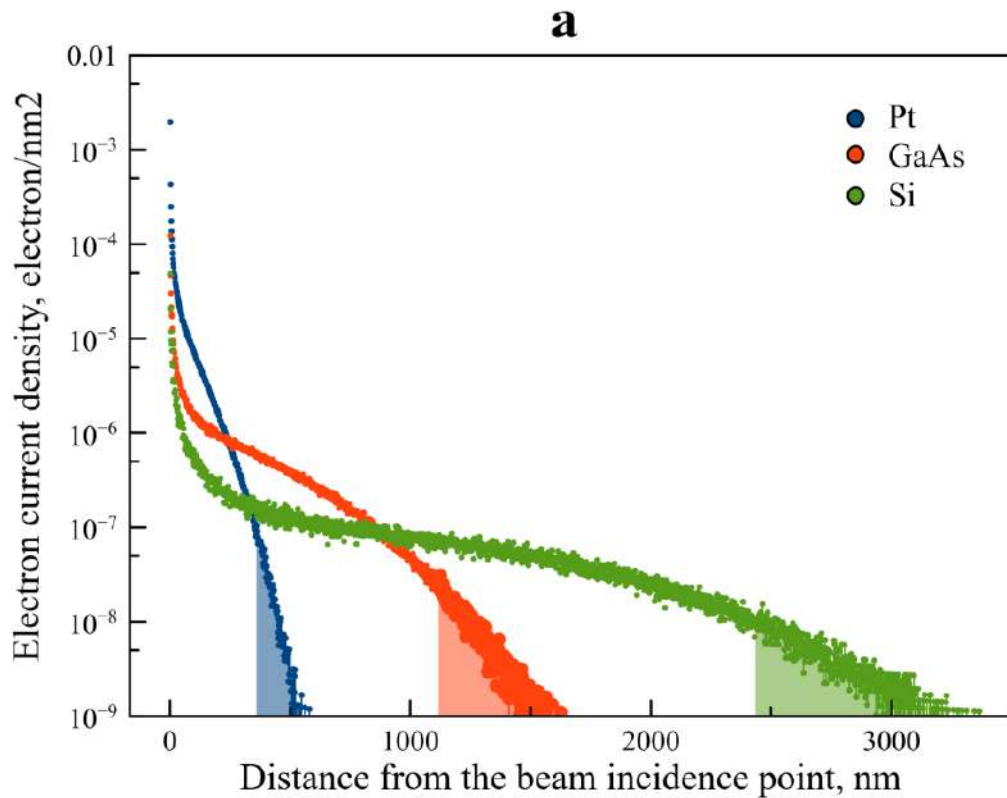 a
Electron current density, electron/nm2
0.01
10⁻³
10⁻⁴
10⁻⁵
10⁻⁶
10⁻⁷
10⁻⁸
10⁻⁹
Pt
GaAs
Si
0 1000 2000 3000
Distance from the beam incidence point, nm